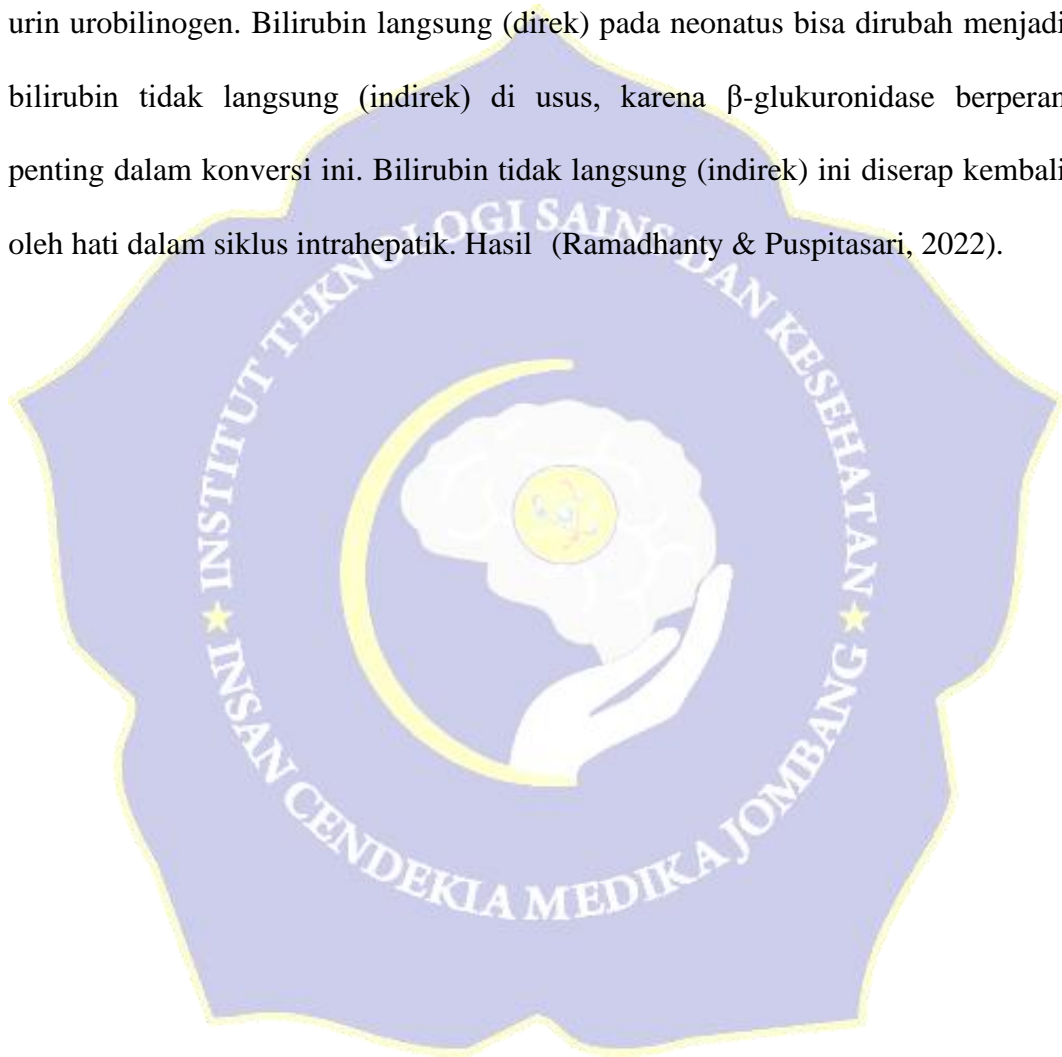 urin urobilinogen. Bilirubin langsung (direk) pada neonatus bisa dirubah menjadi
bilirubin tidak langsung (indirek) di usus, karena β-glukuronidase berperan
penting dalam konversi ini. Bilirubin tidak langsung (indirek) ini diserap kembali
oleh hati dalam siklus intrahepatik. Hasil (Ramadhanty & Puspitasari, 2022).
INSTITUT TEKNOLOGI SAINS DAN KESEHATAN
INSAN CENDEKIA MEDIKA JOMBANG